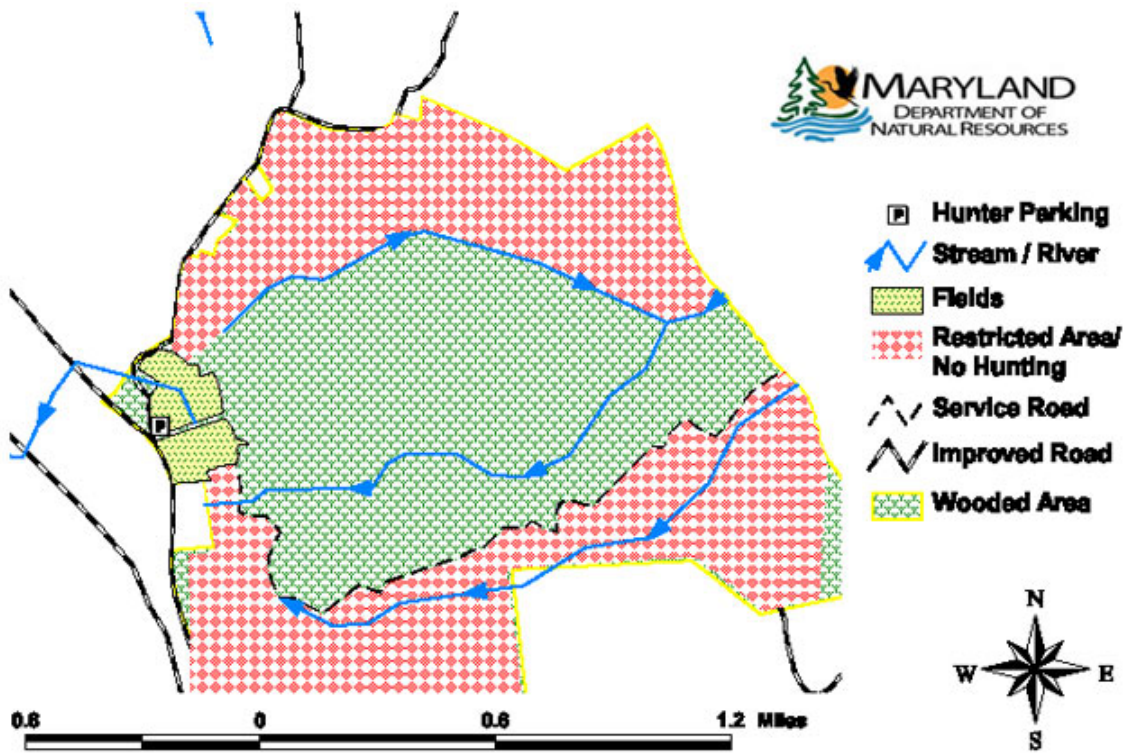 MARYLAND
DEPARTMENT OF
NATURAL RESOURCES
P Hunter Parking
Stream / River
Fields
Restricted Area/
No Hunting
Service Road
Improved Road
Wooded Area
P
N
W E
S
0.6 0 0.6 1.2 Miles